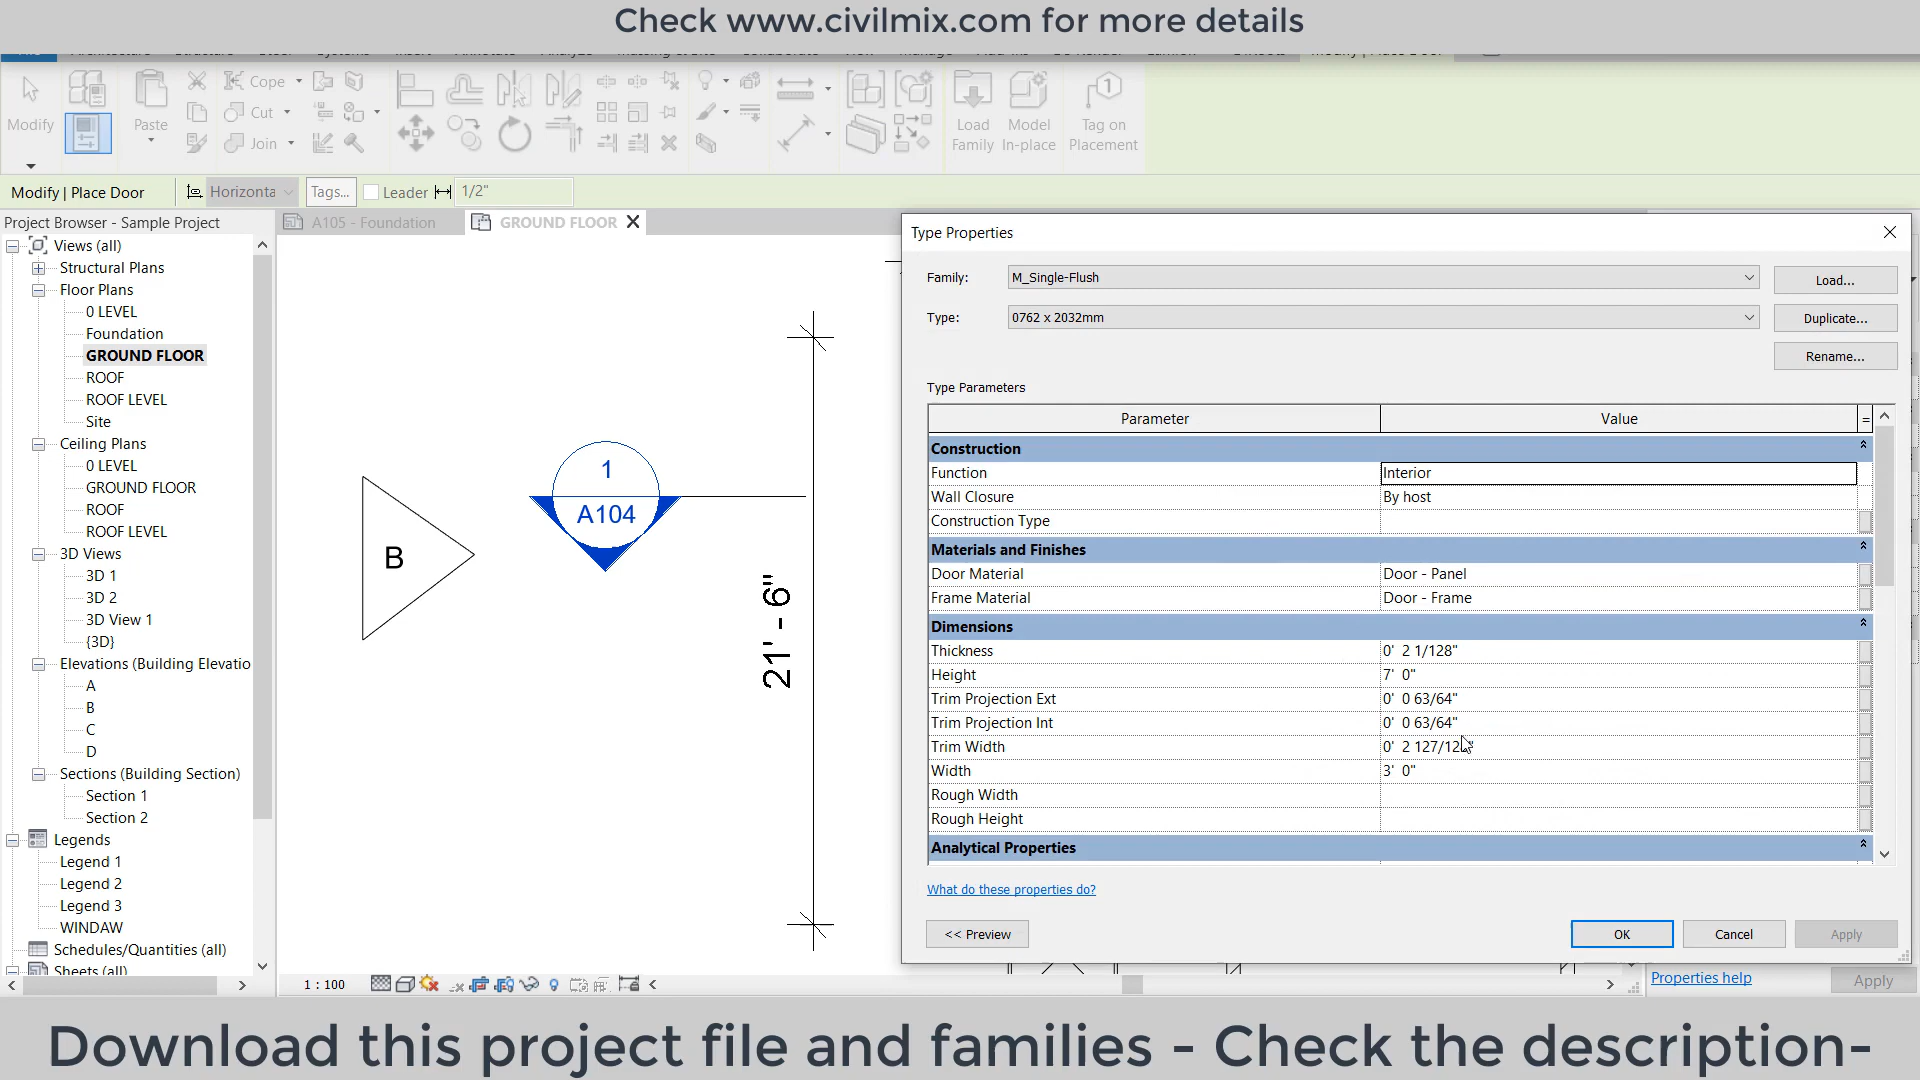 Check www.civilmix.com for more details
Modify
Paste
Cope
Cut
Join
Load
Family
Model
In-place
Tag on
Placement
Modify | Place Door
Horizonta
Tags...
Leader
1/2"
Project Browser - Sample Project
A105 - Foundation
GROUND FLOOR
Views (all)
Structural Plans
Floor Plans
0 LEVEL
Foundation
GROUND FLOOR
ROOF
ROOF LEVEL
Site
Ceiling Plans
0 LEVEL
GROUND FLOOR
ROOF
ROOF LEVEL
3D Views
3D 1
3D 2
3D View 1
{3D}
Elevations (Building Elevatio
A
B
C
D
Sections (Building Section)
Section 1
Section 2
Legends
Legend 1
Legend 2
Legend 3
WINDAW
Schedules/Quantities (all)
Sheets (all)
B
1
A104
21' - 6"
1 : 100
Type Properties
Family:
M_Single-Flush
Load...
Type:
0762 x 2032mm
Duplicate...
Rename...
Type Parameters
Parameter
Value
=
Construction
Function
Interior
Wall Closure
By host
Construction Type
Materials and Finishes
Door Material
Door - Panel
Frame Material
Door - Frame
Dimensions
Thickness
0' 2 1/128"
Height
7' 0"
Trim Projection Ext
0' 0 63/64"
Trim Projection Int
0' 0 63/64"
Trim Width
0' 2
Width
3' 0"
Rough Width
Rough Height
Analytical Properties
What do these properties do?
<< Preview
OK
Cancel
Apply
Properties help
Apply
Download this project file and families - Check the description-